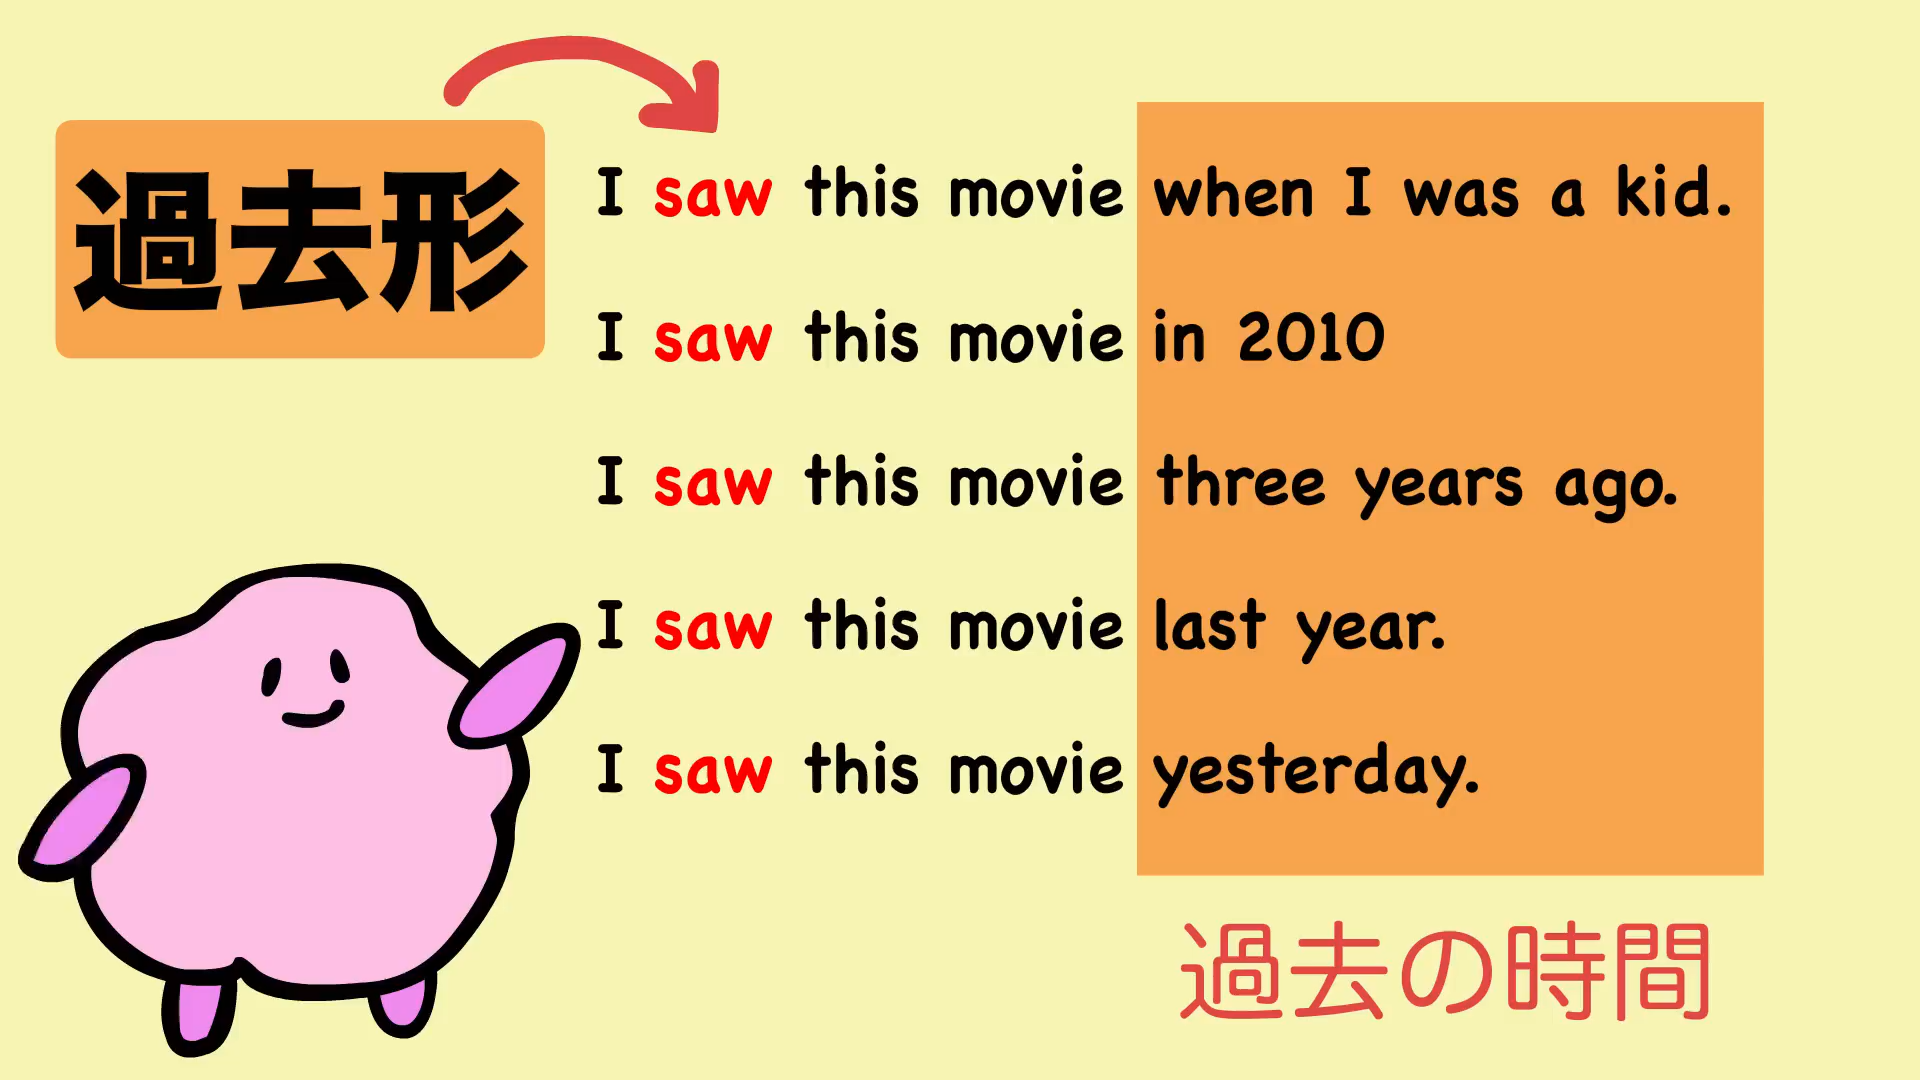 過去形
I saw this movie when I was a kid.
I saw this movie in 2010
I saw this movie three years ago.
I saw this movie last year.
I saw this movie yesterday.
過去の時間